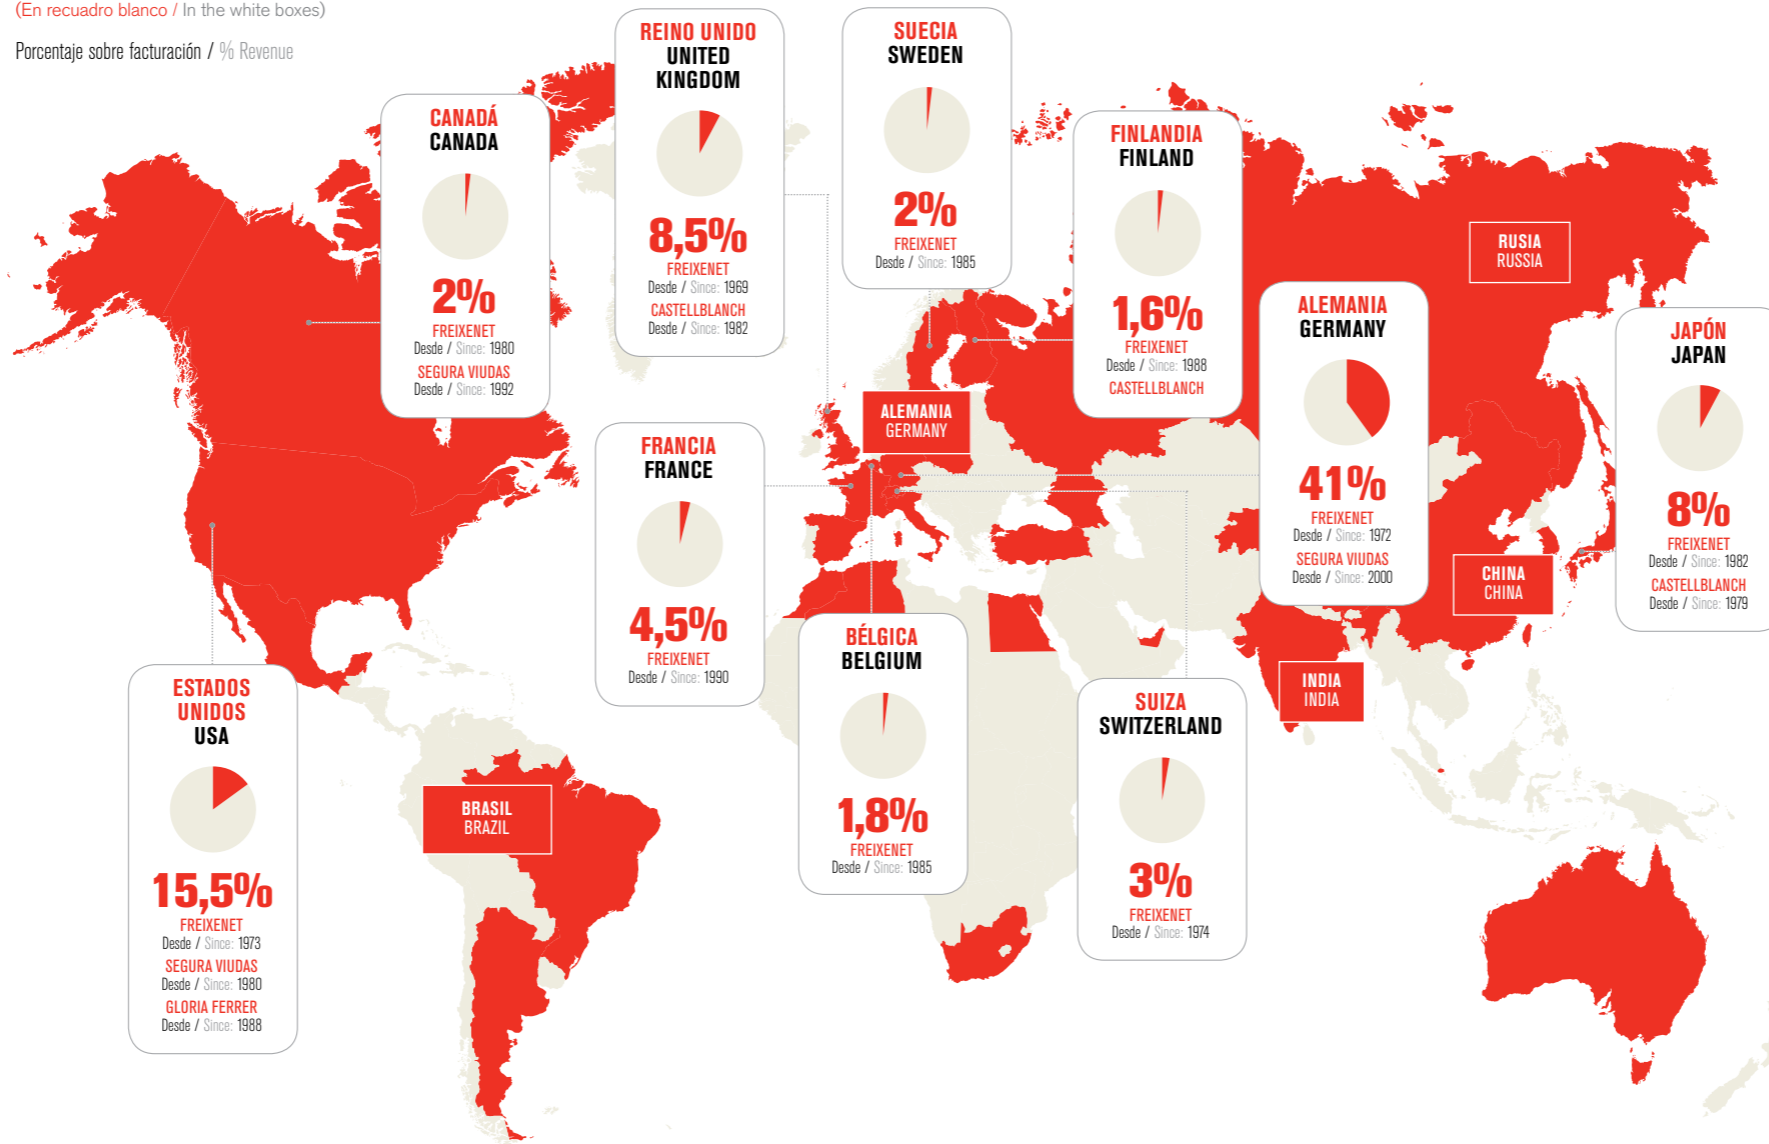 (En recuadro blanco / In the white boxes)
Porcentaje sobre facturación / % Revenue
CANADÁ
CANADA
2%
FREIXENET
Desde / Since: 1980
SEGURA VIUDAS
Desde / Since: 1992
REINO UNIDO
UNITED
KINGDOM
8,5%
FREIXENET
Desde / Since: 1969
CASTELLBLANCH
Desde / Since: 1982
SUECIA
SWEDEN
2%
FREIXENET
Desde / Since: 1985
FINLANDIA
FINLAND
1,6%
FREIXENET
Desde / Since: 1988
CASTELLBLANCH
RUSIA
RUSSIA
ALEMANIA
GERMANY
41%
FREIXENET
Desde / Since: 1972
SEGURA VIUDAS
Desde / Since: 2000
JAPÓN
JAPAN
8%
FREIXENET
Desde / Since: 1982
CASTELLBLANCH
Desde / Since: 1979
ALEMANIA
GERMANY
FRANCIA
FRANCE
4,5%
FREIXENET
Desde / Since: 1990
CHINA
CHINA
BÉLGICA
BELGIUM
1,8%
FREIXENET
Desde / Since: 1985
INDIA
INDIA
SUIZA
SWITZERLAND
3%
FREIXENET
Desde / Since: 1974
ESTADOS
UNIDOS
USA
15,5%
FREIXENET
Desde / Since: 1973
SEGURA VIUDAS
Desde / Since: 1980
GLORIA FERRER
Desde / Since: 1988
BRASIL
BRAZIL